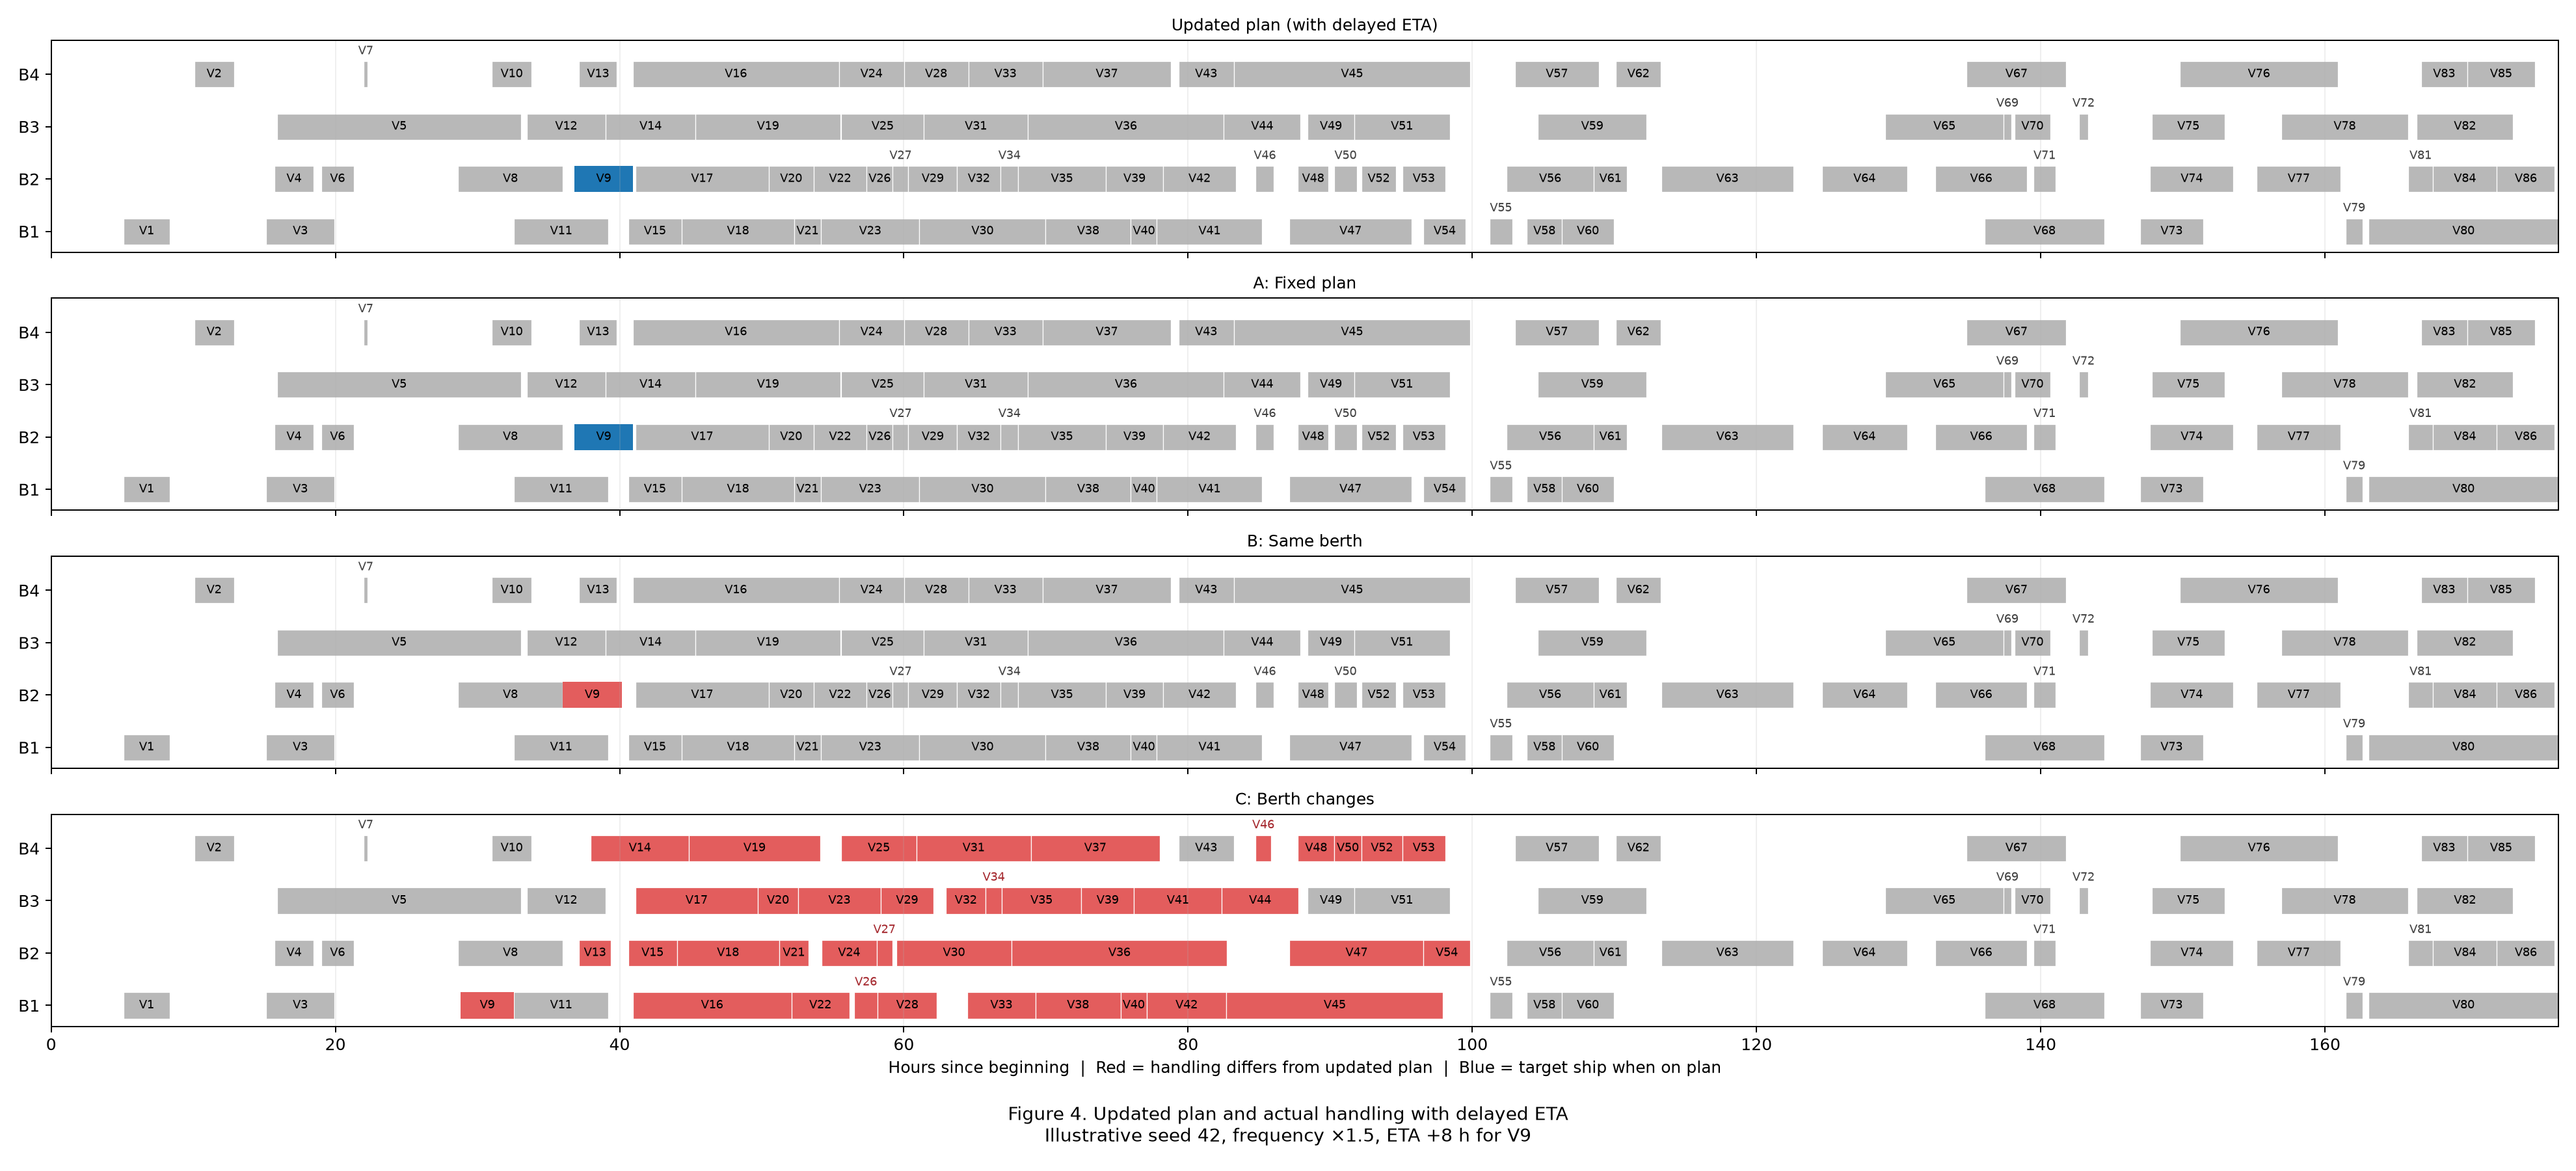 Updated plan (with delayed ETA)
V7
B4 V2 V10 V13 V16 V24 V28 V33 V37 V43 V45 V57 V62 V67 V76 V83 V85
V69 V72
B3 V5 V12 V14 V19 V25 V31 V36 V44 V49 V51 V59 V65 V70 V75 V78 V82
V27 V34 V46 V50 V71 V81
B2 V4 V6 V8 V9 V17 V20 V22 V26 V29 V32 V35 V39 V42 V48 V52 V53 V56 V61 V63 V64 V66 V74 V77 V84 V86
V55 V79
B1 V1 V3 V11 V15 V18 V21 V23 V30 V38 V40 V41 V47 V54 V58 V60 V68 V73 V80
A: Fixed plan
V7
B4 V2 V10 V13 V16 V24 V28 V33 V37 V43 V45 V57 V62 V67 V76 V83 V85
V69 V72
B3 V5 V12 V14 V19 V25 V31 V36 V44 V49 V51 V59 V65 V70 V75 V78 V82
V27 V34 V46 V50 V71 V81
B2 V4 V6 V8 V9 V17 V20 V22 V26 V29 V32 V35 V39 V42 V48 V52 V53 V56 V61 V63 V64 V66 V74 V77 V84 V86
V55 V79
B1 V1 V3 V11 V15 V18 V21 V23 V30 V38 V40 V41 V47 V54 V58 V60 V68 V73 V80
B: Same berth
V7
B4 V2 V10 V13 V16 V24 V28 V33 V37 V43 V45 V57 V62 V67 V76 V83 V85
V69 V72
B3 V5 V12 V14 V19 V25 V31 V36 V44 V49 V51 V59 V65 V70 V75 V78 V82
V27 V34 V46 V50 V71 V81
B2 V4 V6 V8 V9 V17 V20 V22 V26 V29 V32 V35 V39 V42 V48 V52 V53 V56 V61 V63 V64 V66 V74 V77 V84 V86
V55 V79
B1 V1 V3 V11 V15 V18 V21 V23 V30 V38 V40 V41 V47 V54 V58 V60 V68 V73 V80
C: Berth changes
V7 V46
B4 V2 V10 V14 V19 V25 V31 V37 V43 V48 V50 V52 V53 V57 V62 V67 V76 V83 V85
V34 V69 V72
B3 V5 V12 V17 V20 V23 V29 V32 V35 V39 V41 V44 V49 V51 V59 V65 V70 V75 V78 V82
V27 V71 V81
B2 V4 V6 V8 V13 V15 V18 V21 V24 V30 V36 V47 V54 V56 V61 V63 V64 V66 V74 V77 V84 V86
V26 V55 V79
B1 V1 V3 V9 V11 V16 V22 V28 V33 V38 V40 V42 V45 V58 V60 V68 V73 V80
0 20 40 60 80 100 120 140 160
Hours since beginning | Red = handling differs from updated plan | Blue = target ship when on plan
Figure 4. Updated plan and actual handling with delayed ETA
Illustrative seed 42, frequency ×1.5, ETA +8 h for V9